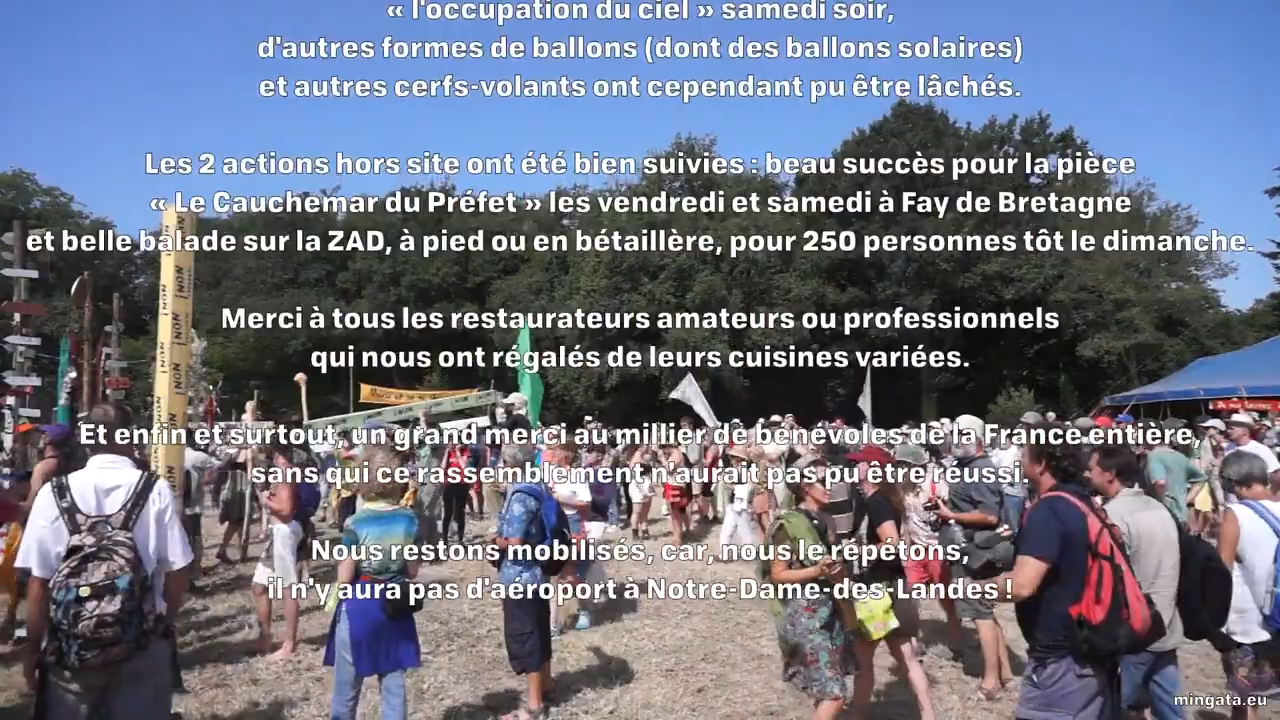 « l'occupation du ciel » samedi soir,
d'autres formes de ballons (dont des ballons solaires)
et autres cerfs-volants ont cependant pu être lâchés.
Les 2 actions hors site ont été bien suivies : beau succès pour la pièce
« Le Cauchemar du Préfet » les vendredi et samedi à Fay de Bretagne
et belle balade sur la ZAD, à pied ou en bétaillère, pour 250 personnes tôt le dimanche.
Merci à tous les restaurateurs amateurs ou professionnels
qui nous ont régalés de leurs cuisines variées.
Et enfin et surtout, un grand merci au millier de bénévoles de la France entière,
sans qui ce rassemblement n'aurait pas pu être réussi.
Nous restons mobilisés, car, nous le répétons,
il n'y aura pas d'aéroport à Notre-Dame-des-Landes !
NON !
NON !
NON !
NON !
mingata.eu